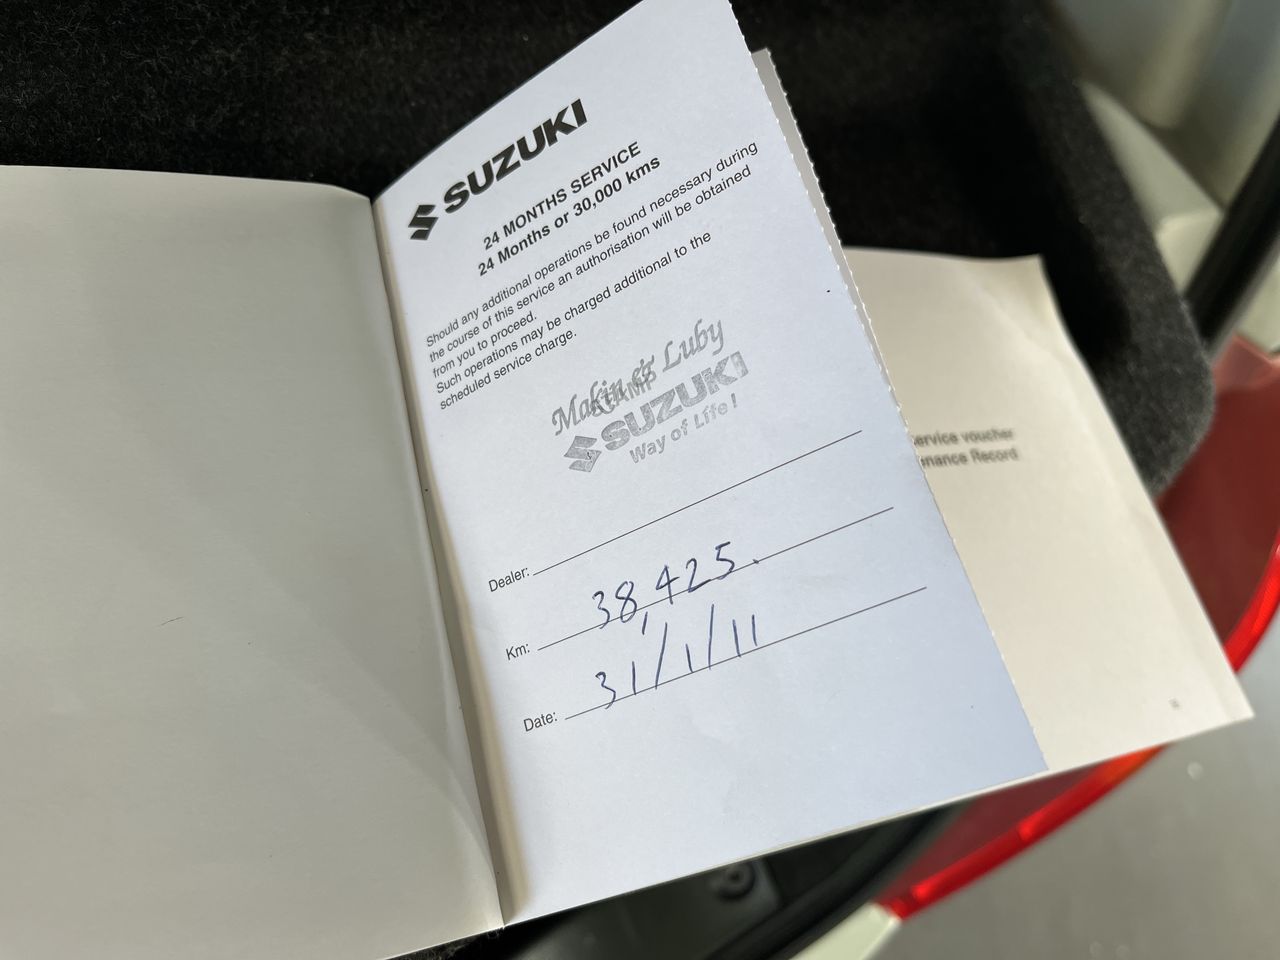 SUZUKI
24 MONTHS SERVICE
24 Months or 30,000 kms
Should any additional operations be found necessary during
the course of this service an authorisation will be obtained
from you to proceed.
Such operations may be charged additional to the
scheduled service charge.
Makin & Luby
STAMP
SUZUKI
Way of Life!
Dealer:
Km: 38,425.
Date: 31/1/11
service voucher
Record